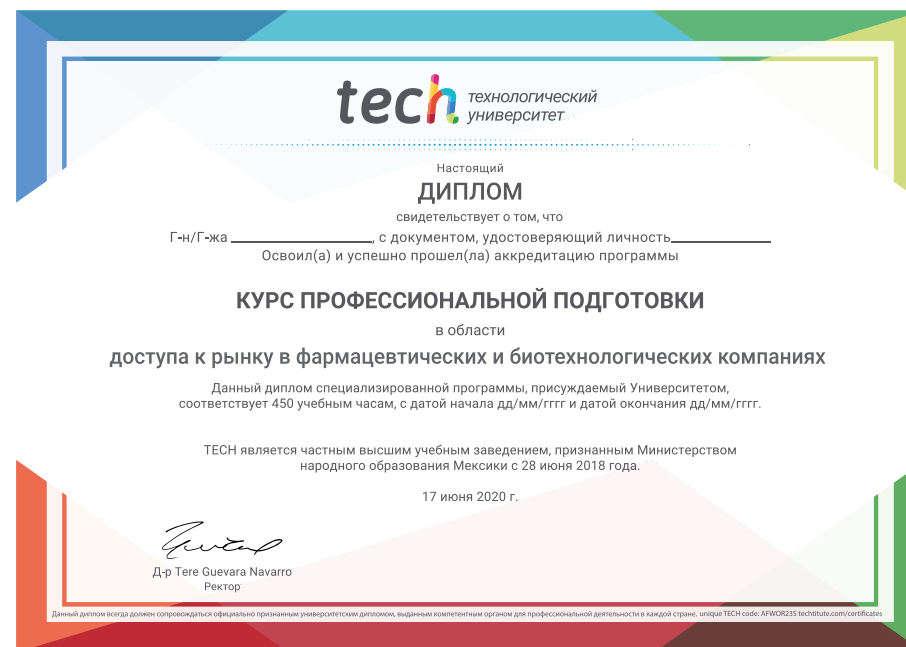 tech технологический
университет
Настоящий
ДИПЛОМ
свидетельствует о том, что
Г-н/Г-жа ____________, с документом, удостоверяющий личность____________
Освоил(а) и успешно прошел(ла) аккредитацию программы
КУРС ПРОФЕССИОНАЛЬНОЙ ПОДГОТОВКИ
в области
доступа к рынку в фармацевтических и биотехнологических компаниях
Данный диплом специализированной программы, присуждаемый Университетом,
соответствует 450 учебным часам, с датой начала дд/мм/гггг и датой окончания дд/мм/гггг.
TECH является частным высшим учебным заведением, признанным Министерством
народного образования Мексики с 28 июня 2018 года.
17 июня 2020 г.
Д-р Tere Guevara Navarro
Ректор
Данный диплом всегда должен сопровождаться официально признанным университетским дипломом, выданным компетентным органом для профессиональной деятельности в каждой стране. unique TECH code: AFWOR23S techtitute.com/certificates